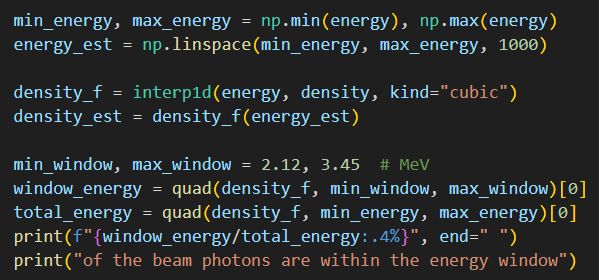 min_energy, max_energy = np.min(energy), np.max(energy)
energy_est = np.linspace(min_energy, max_energy, 1000)

density_f = interp1d(energy, density, kind="cubic")
density_est = density_f(energy_est)

min_window, max_window = 2.12, 3.45  # MeV
window_energy = quad(density_f, min_window, max_window)[0]
total_energy = quad(density_f, min_energy, max_energy)[0]
print(f"{window_energy/total_energy:.4%}", end=" ")
print("of the beam photons are within the energy window")